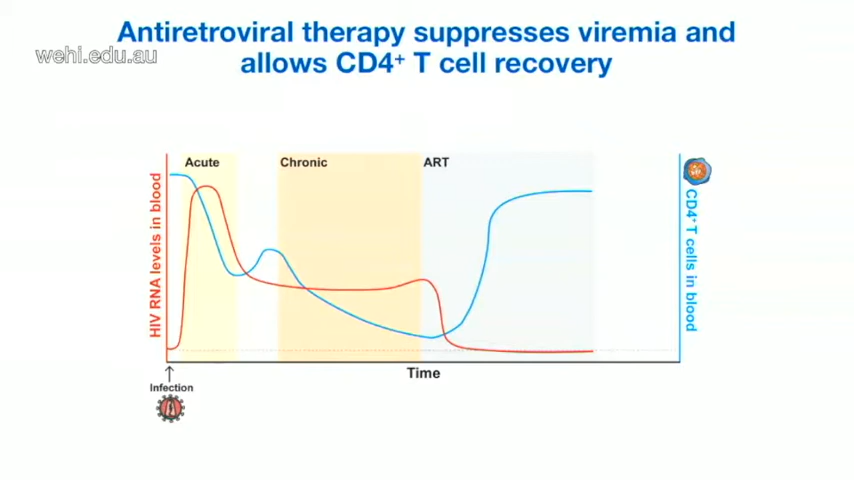 Antiretroviral therapy suppresses viremia and
allows CD4⁺ T cell recovery
wehi.edu.au
Acute
Chronic
ART
HIV RNA levels in blood
CD4⁺ T cells in blood
Time
Infection